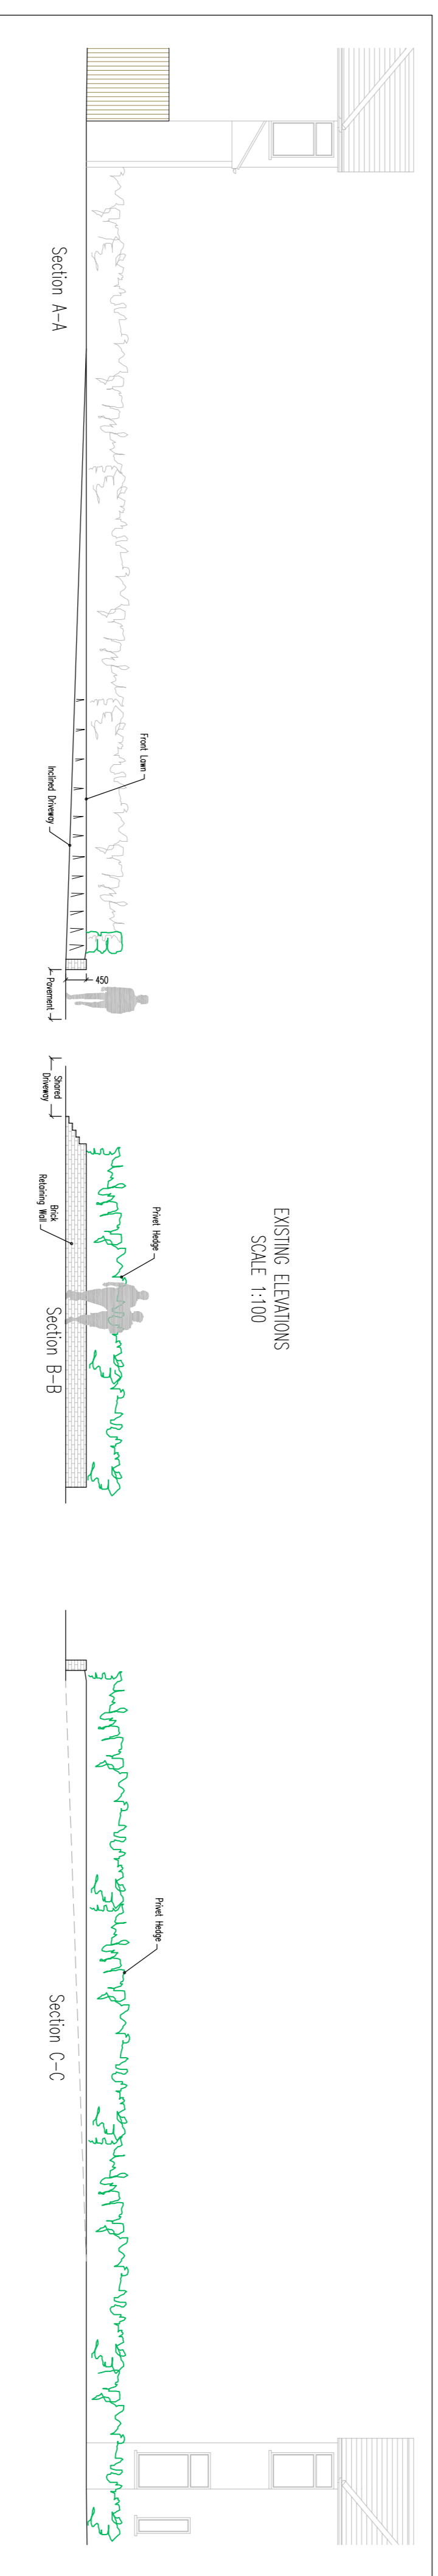 Section A-A
Front Lawn
Inclined Driveway
450
Pavement
EXISTING ELEVATIONS
SCALE 1:100
Shared
Driveway
Privet Hedge
Brick
Retaining Wall
Section B-B
Privet Hedge
Section C-C